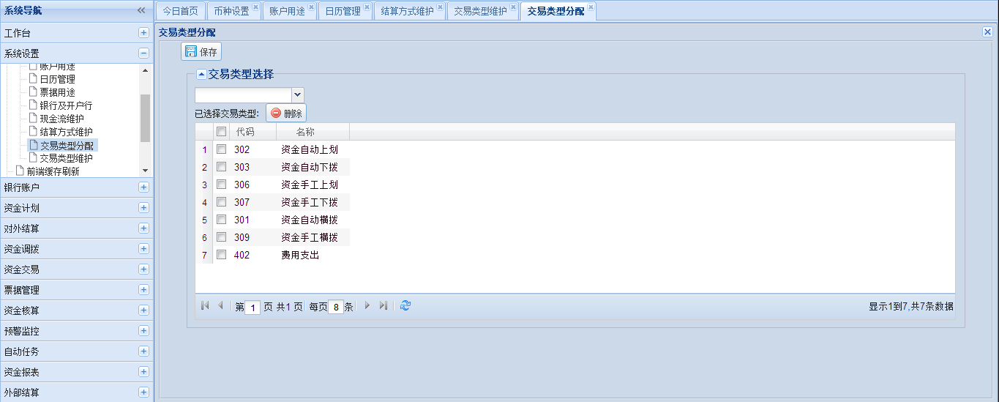 系统导航
今日首页 币种设置 账户用途 日历管理 结算方式维护 交易类型维护 交易类型分配
工作台
系统设置
账户用途
日历管理
票据用途
银行及开户行
现金流维护
结算方式维护
交易类型分配
交易类型维护
前端缓存刷新
银行账户
资金计划
对外结算
资金调拨
资金交易
票据管理
资金核算
预警监控
自动任务
资金报表
外部结算
交易类型分配
保存
交易类型选择
已选择交易类型: 删除
代码 名称
1 302 资金自动上划
2 303 资金自动下拨
3 306 资金手工上划
4 307 资金手工下拨
5 301 资金自动横拨
6 309 资金手工横拨
7 402 费用支出
第 1 页 共1 页 每页 8 条 显示1到7,共7条数据